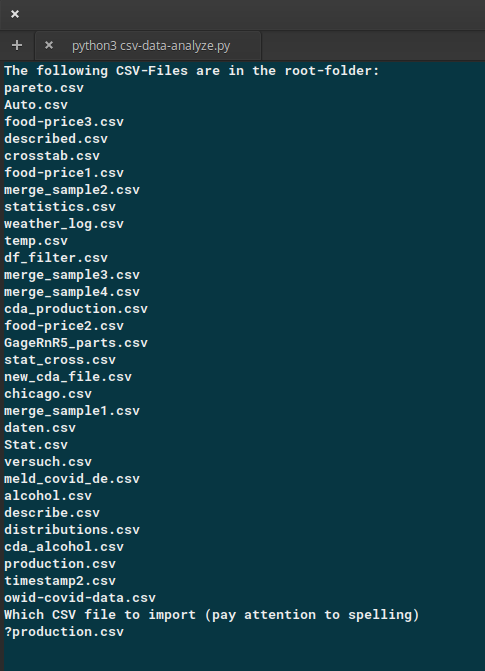 python3 csv-data-analyze.py
The following CSV-Files are in the root-folder:
pareto.csv
Auto.csv
food-price3.csv
described.csv
crosstab.csv
food-price1.csv
merge_sample2.csv
statistics.csv
weather_log.csv
temp.csv
df_filter.csv
merge_sample3.csv
merge_sample4.csv
cda_production.csv
food-price2.csv
GageRnR5_parts.csv
stat_cross.csv
new_cda_file.csv
chicago.csv
merge_sample1.csv
daten.csv
Stat.csv
versuch.csv
meld_covid_de.csv
alcohol.csv
describe.csv
distributions.csv
cda_alcohol.csv
production.csv
timestamp2.csv
owid-covid-data.csv
Which CSV file to import (pay attention to spelling)
?production.csv